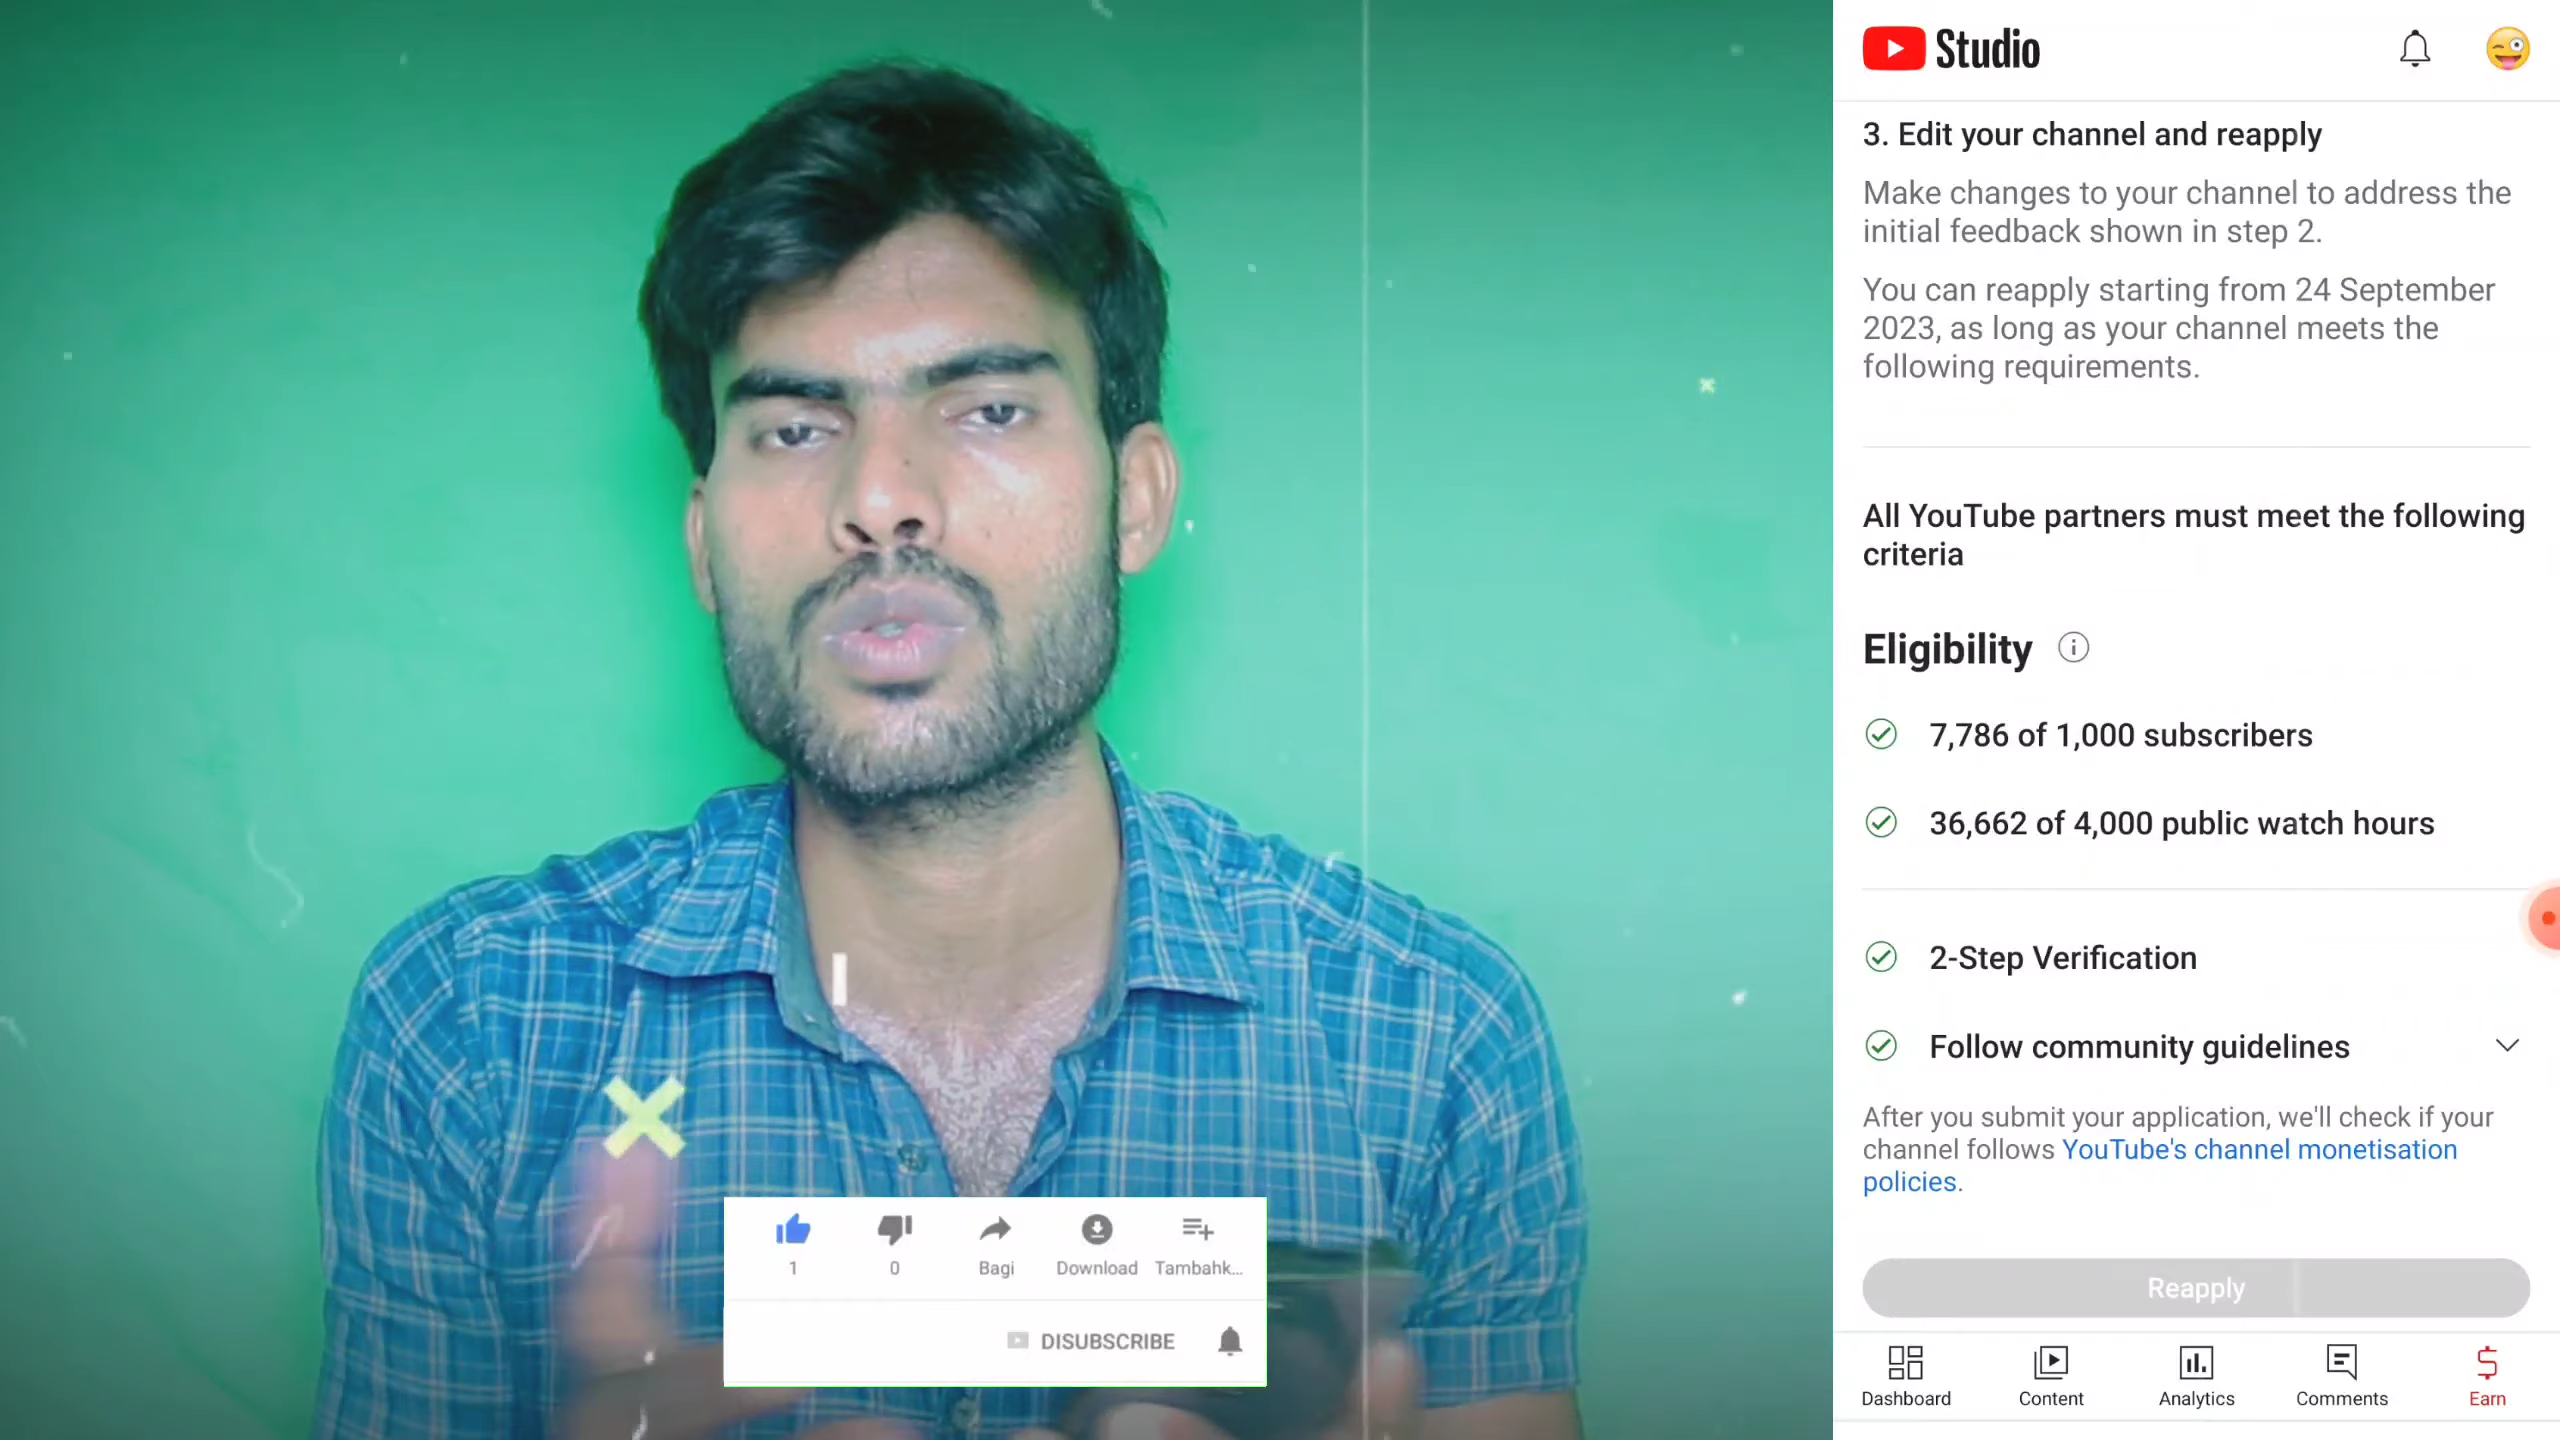 Studio
3. Edit your channel and reapply
Make changes to your channel to address the
initial feedback shown in step 2.
You can reapply starting from 24 September
2023, as long as your channel meets the
following requirements.
All YouTube partners must meet the following
criteria
Eligibility
7,786 of 1,000 subscribers
36,662 of 4,000 public watch hours
2-Step Verification
Follow community guidelines
After you submit your application, we'll check if your
channel follows YouTube's channel monetisation
policies.
Reapply
Dashboard Content Analytics Comments Earn
1 0 Bagi Download Tambahk...
DISUBSCRIBE